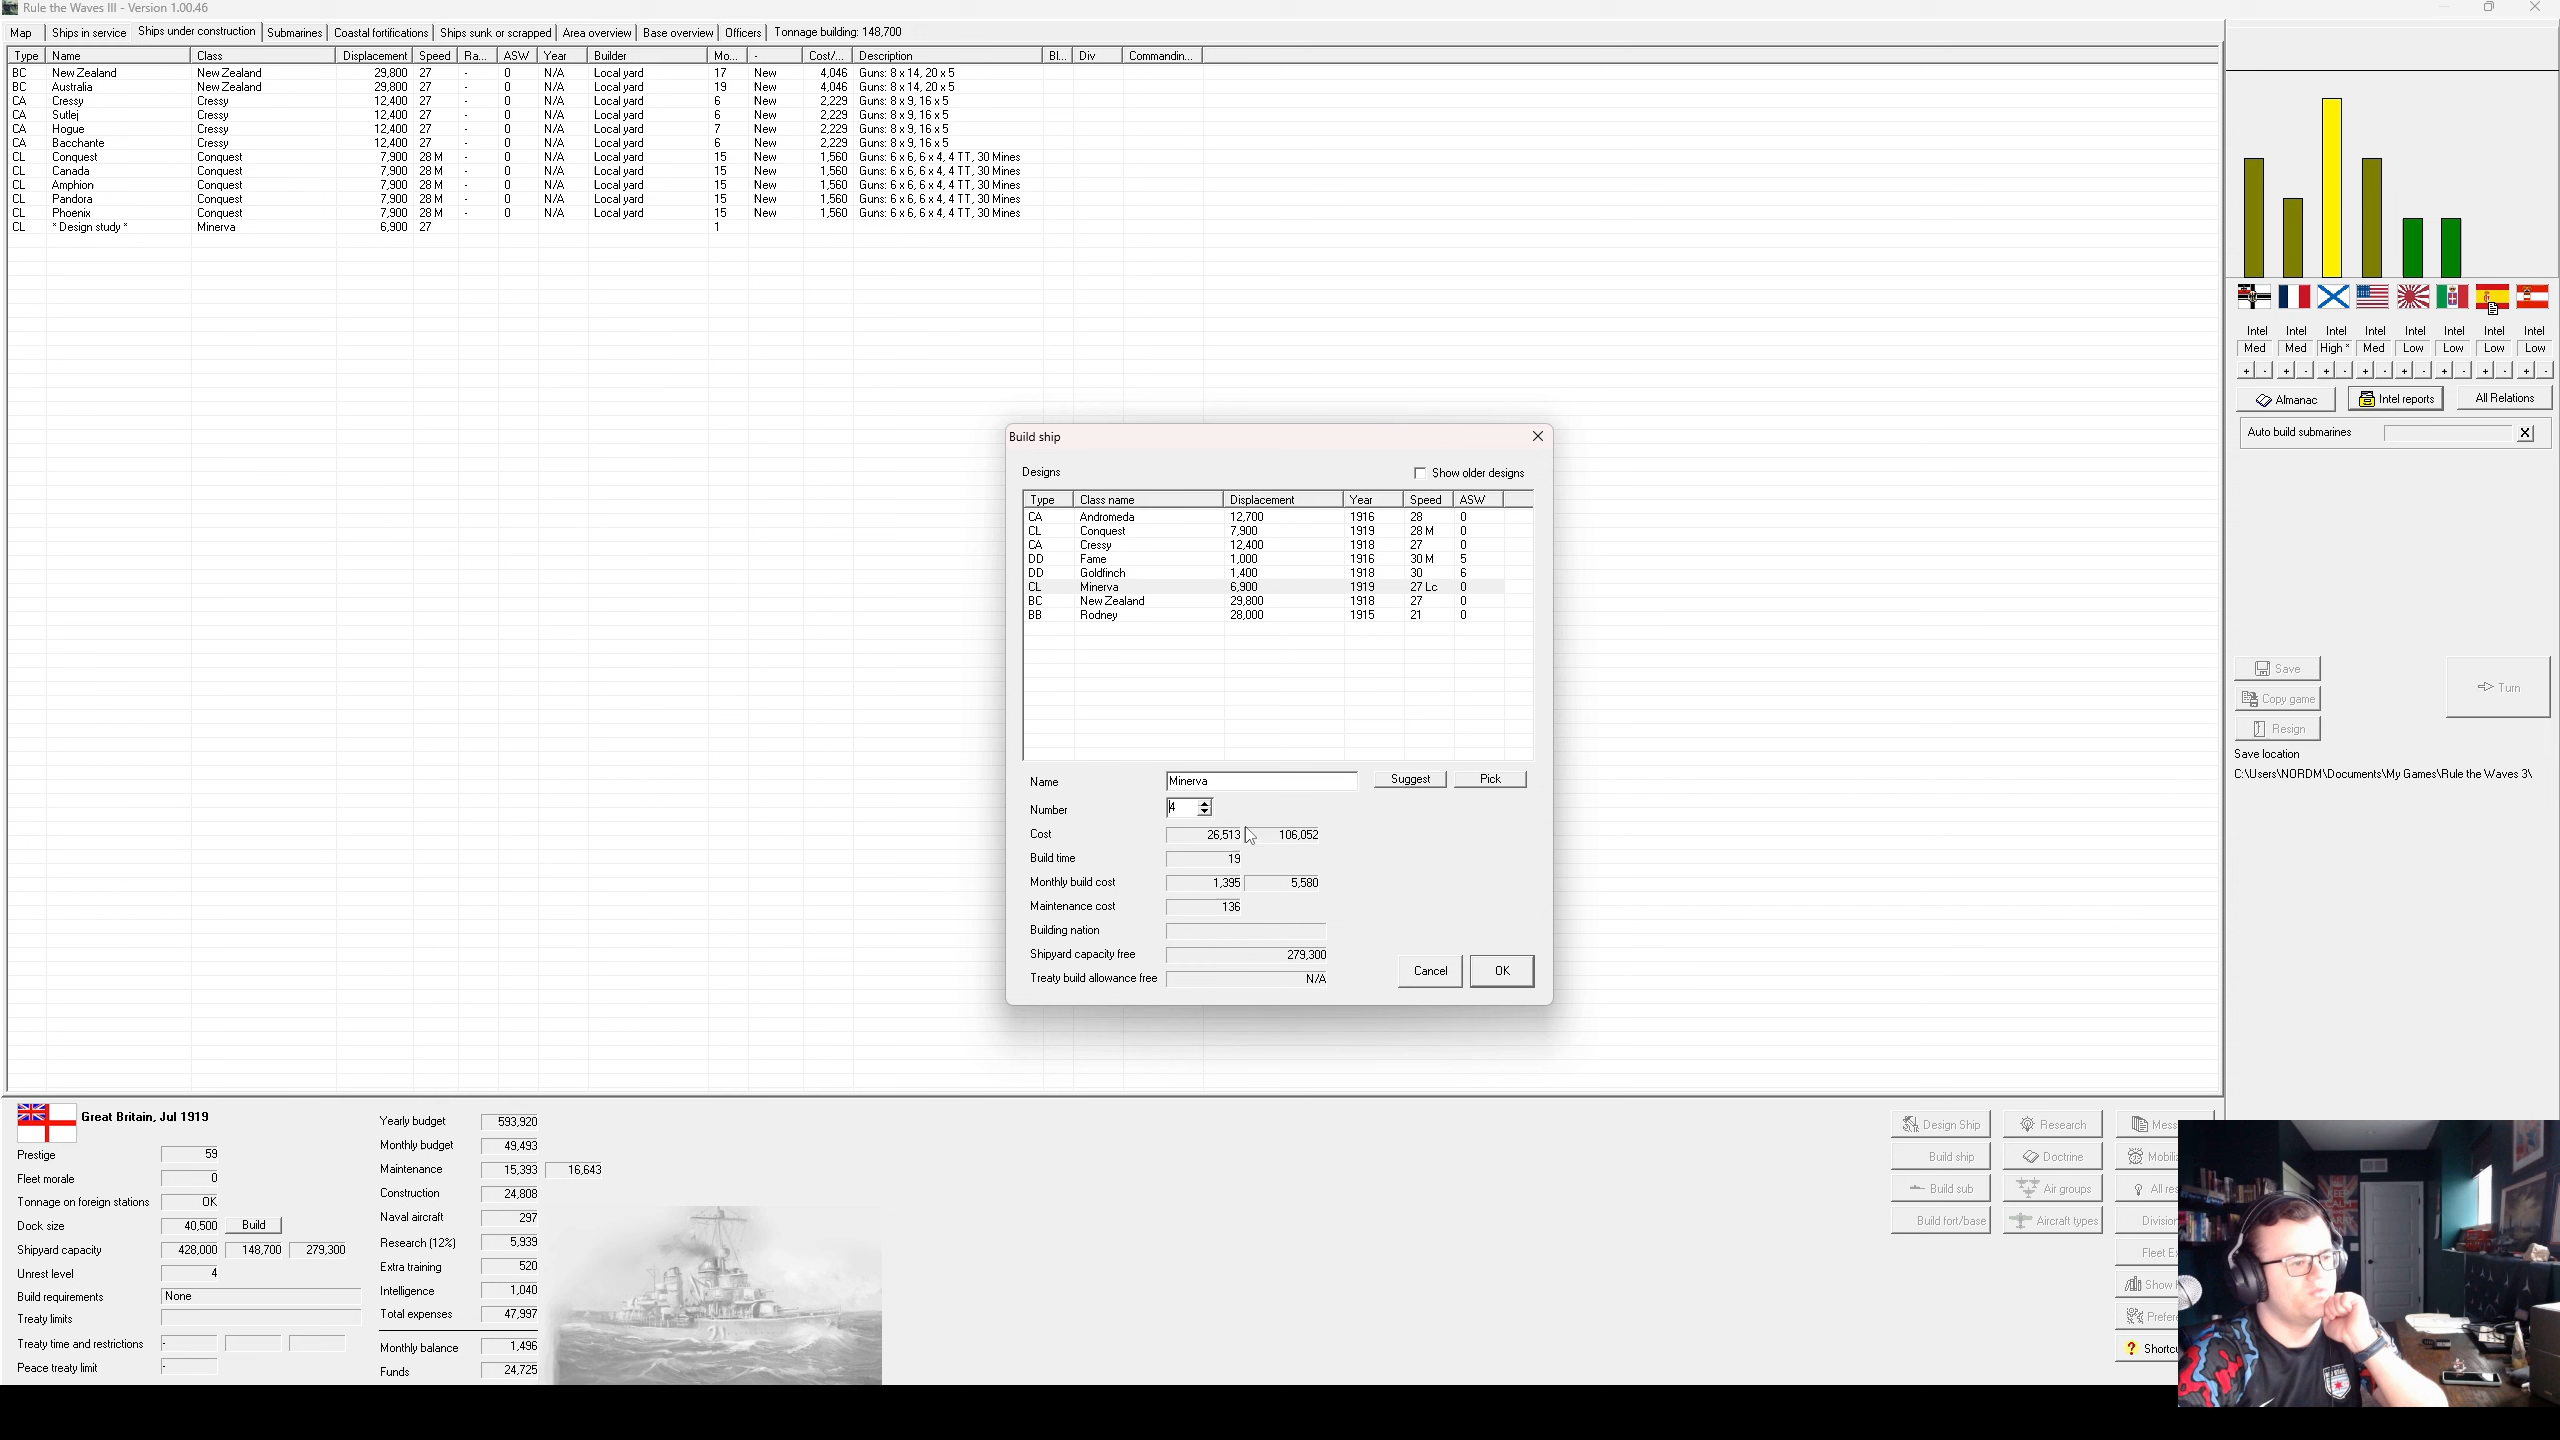 Rule the Waves III - Version 1.00.46
Map Ships in service Ships under construction Submarines Coastal fortifications Ships sunk or scrapped Area overview Base overview Officers Tonnage building: 148,700
Type Name Class Displacement Speed Ra... ASW Year Builder Mo... - Cost/... Description Bl... Div Commandin...
BC New Zealand New Zealand 29,800 27 - 0 N/A Local yard 17 New 4,046 Guns: 8 x 14, 20 x 5
BC Australia New Zealand 29,800 27 - 0 N/A Local yard 19 New 4,046 Guns: 8 x 14, 20 x 5
CA Cressy Cressy 12,400 27 - 0 N/A Local yard 6 New 2,229 Guns: 8 x 9, 16 x 5
CA Sutlej Cressy 12,400 27 - 0 N/A Local yard 6 New 2,229 Guns: 8 x 9, 16 x 5
CA Hogue Cressy 12,400 27 - 0 N/A Local yard 7 New 2,229 Guns: 8 x 9, 16 x 5
CA Bacchante Cressy 12,400 27 - 0 N/A Local yard 6 New 2,229 Guns: 8 x 9, 16 x 5
CL Conquest Conquest 7,900 28 M - 0 N/A Local yard 15 New 1,560 Guns: 6 x 6, 6 x 4, 4 TT, 30 Mines
CL Canada Conquest 7,900 28 M - 0 N/A Local yard 15 New 1,560 Guns: 6 x 6, 6 x 4, 4 TT, 30 Mines
CL Amphion Conquest 7,900 28 M - 0 N/A Local yard 15 New 1,560 Guns: 6 x 6, 6 x 4, 4 TT, 30 Mines
CL Pandora Conquest 7,900 28 M - 0 N/A Local yard 15 New 1,560 Guns: 6 x 6, 6 x 4, 4 TT, 30 Mines
CL Phoenix Conquest 7,900 28 M - 0 N/A Local yard 15 New 1,560 Guns: 6 x 6, 6 x 4, 4 TT, 30 Mines
CL * Design study * Minerva 6,900 27 1
Intel Intel Intel Intel Intel Intel Intel Intel
Med Med High * Med Low Low Low Low
+ - + - + - + - + - + - + - + -
Almanac Intel reports All Relations
Auto build submarines X
Save
Copy game Turn
Resign
Save location
C:\Users\NORDM\Documents\My Games\Rule the Waves 3\
Build ship
Designs Show older designs
Type Class name Displacement Year Speed ASW
CA Andromeda 12,700 1916 28 0
CL Conquest 7,900 1919 28 M 0
CA Cressy 12,400 1918 27 0
DD Fame 1,000 1916 30 M 5
DD Goldfinch 1,400 1918 30 6
CL Minerva 6,900 1919 27 Lc 0
BC New Zealand 29,800 1918 27 0
BB Rodney 28,000 1915 21 0
Name Minerva Suggest Pick
Number 4
Cost 26,513 106,052
Build time 19
Monthly build cost 1,395 5,580
Maintenance cost 136
Building nation
Shipyard capacity free 279,300
Treaty build allowance free N/A
Cancel OK
Great Britain, Jul 1919
Prestige 59
Fleet morale 0
Tonnage on foreign stations OK
Dock size 40,500 Build
Shipyard capacity 428,000 148,700 279,300
Unrest level 4
Build requirements None
Treaty limits
Treaty time and restrictions -
Peace treaty limit -
Yearly budget 593,920
Monthly budget 49,493
Maintenance 15,393 16,643
Construction 24,808
Naval aircraft 297
Research (12%) 5,939
Extra training 520
Intelligence 1,040
Total expenses 47,997
Monthly balance 1,496
Funds 24,725
Design Ship Research Mess
Build ship Doctrine Mobiliz
Build sub Air groups All res
Build fort/base Aircraft types Division
Fleet Ex
Show
Prefere
? Shortcu